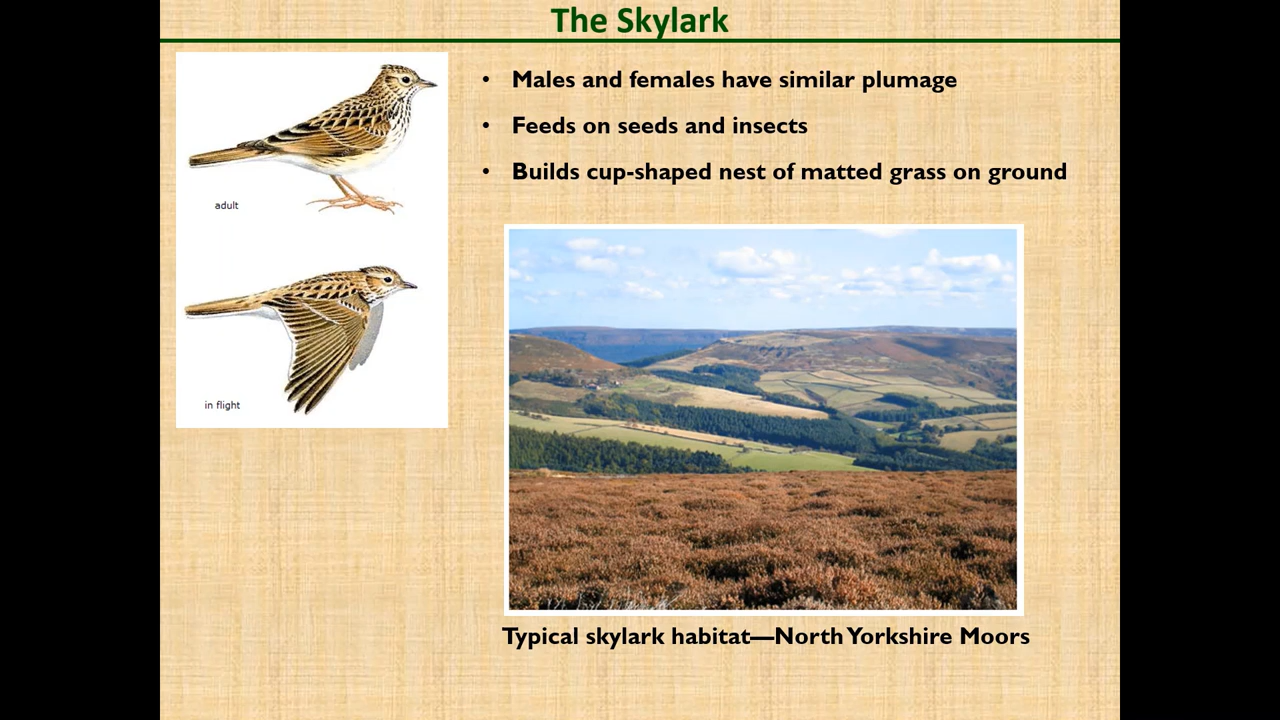 The Skylark
adult
in flight
• Males and females have similar plumage
• Feeds on seeds and insects
• Builds cup-shaped nest of matted grass on ground
Typical skylark habitat—North Yorkshire Moors